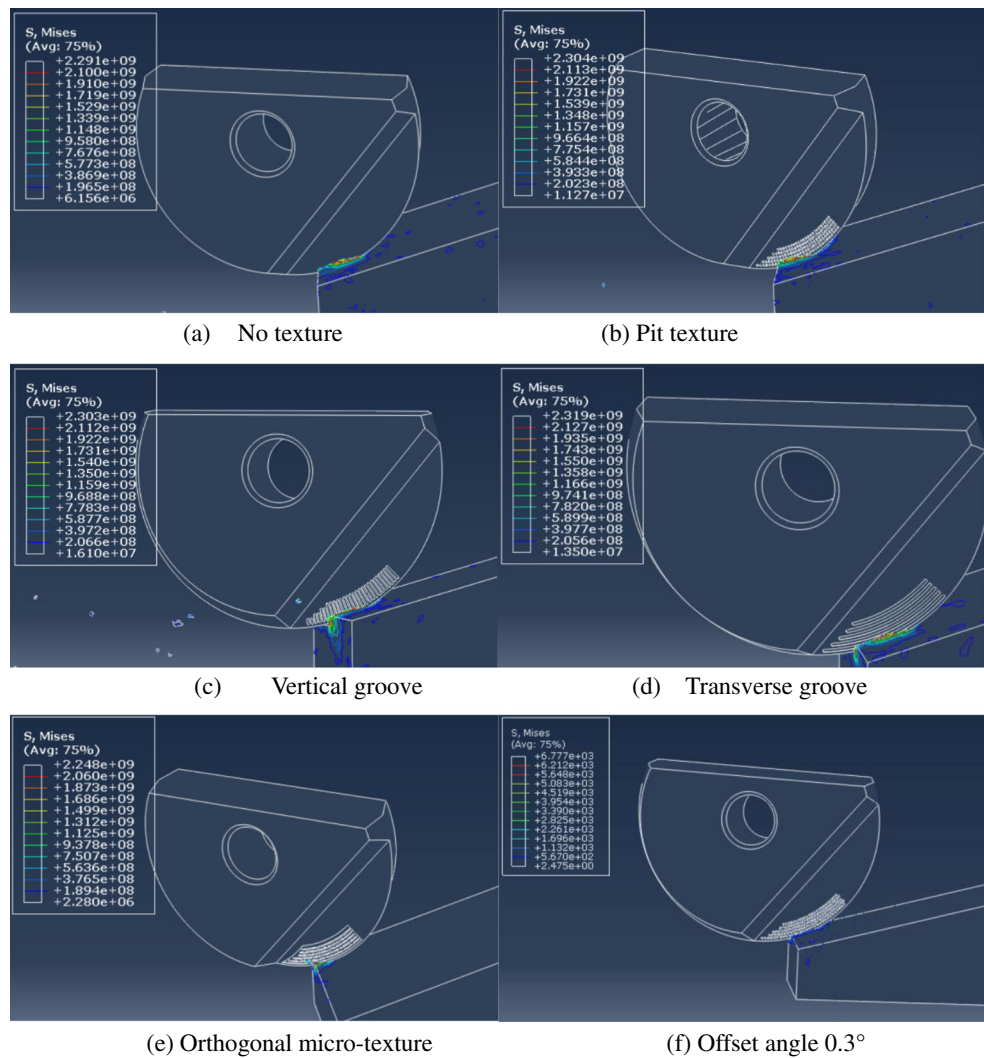 S, Mises
(Avg: 75%)
+2.291e+09
+2.100e+09
+1.910e+09
+1.719e+09
+1.529e+09
+1.339e+09
+1.148e+09
+9.580e+08
+7.676e+08
+5.773e+08
+3.869e+08
+1.965e+08
+6.156e+06
S, Mises
(Avg: 75%)
+2.304e+09
+2.113e+09
+1.922e+09
+1.731e+09
+1.539e+09
+1.348e+09
+1.157e+09
+9.664e+08
+7.754e+08
+5.844e+08
+3.933e+08
+2.023e+08
+1.127e+07
(a) No texture
(b) Pit texture
S, Mises
(Avg: 75%)
+2.303e+09
+2.112e+09
+1.922e+09
+1.731e+09
+1.540e+09
+1.350e+09
+1.159e+09
+9.688e+08
+7.783e+08
+5.877e+08
+3.972e+08
+2.066e+08
+1.610e+07
S, Mises
(Avg: 75%)
+2.319e+09
+2.127e+09
+1.935e+09
+1.743e+09
+1.550e+09
+1.358e+09
+1.166e+09
+9.741e+08
+7.820e+08
+5.899e+08
+3.977e+08
+2.056e+08
+1.350e+07
(c) Vertical groove
(d) Transverse groove
S, Mises
(Avg: 75%)
+2.248e+09
+2.060e+09
+1.873e+09
+1.686e+09
+1.499e+09
+1.312e+09
+1.125e+09
+9.378e+08
+7.507e+08
+5.636e+08
+3.765e+08
+1.894e+08
+2.280e+06
S, Mises
(Avg: 75%)
+6.777e+03
+6.212e+03
+5.648e+03
+5.083e+03
+4.519e+03
+3.954e+03
+3.390e+03
+2.825e+03
+2.261e+03
+1.696e+03
+1.132e+03
+5.670e+02
+2.475e+00
(e) Orthogonal micro-texture
(f) Offset angle 0.3°